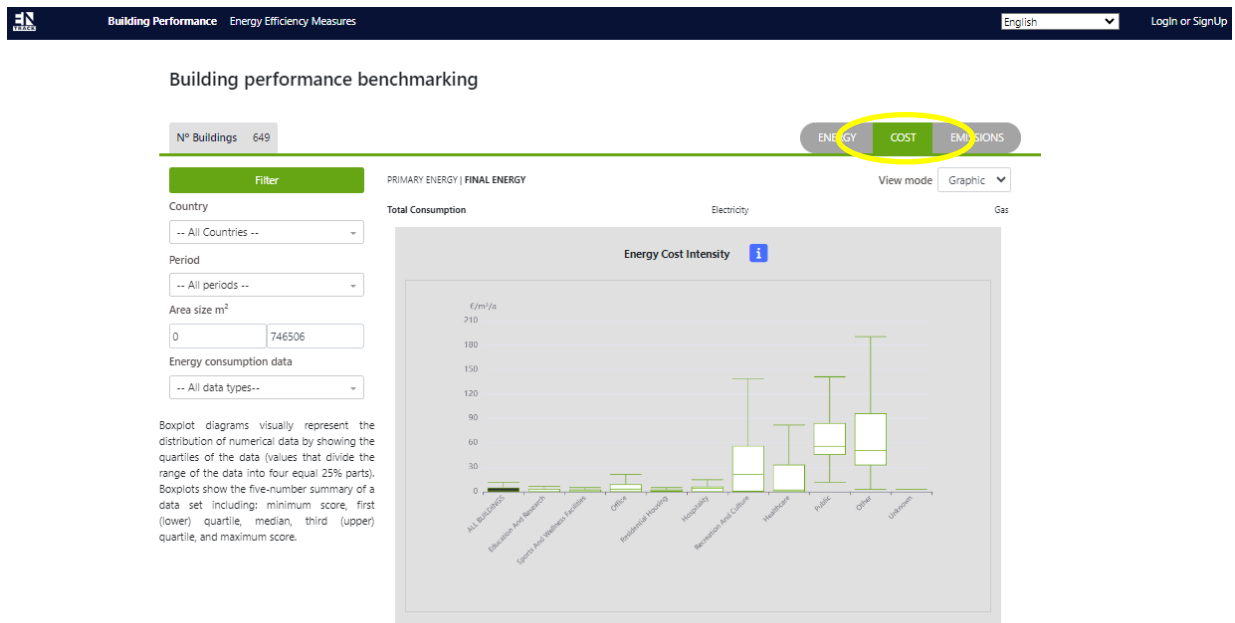 EN
TRACK
Building Performance Energy Efficiency Measures
English
LogIn or SignUp
Building performance benchmarking
Nº Buildings 649
ENERGY COST EMISSIONS
Filter
PRIMARY ENERGY | FINAL ENERGY
View mode Graphic
Country
Total Consumption Electricity Gas
-- All Countries --
Energy Cost Intensity i
Period
-- All periods --
Area size m²
0 746506
Energy consumption data
-- All data types--
Boxplot diagrams visually represent the
distribution of numerical data by showing the
quartiles of the data (values that divide the
range of the data into four equal 25% parts).
Boxplots show the five-number summary of a
data set including: minimum score, first
(lower) quartile, median, third (upper)
quartile, and maximum score.
€/m²/a
210
180
150
120
90
60
30
0
ALL BUILDINGS
Education And Research
Sports And Wellness Facilities
Office
Residential Housing
Hospitality
Recreation And Culture
Healthcare
Public
Other
Unknown